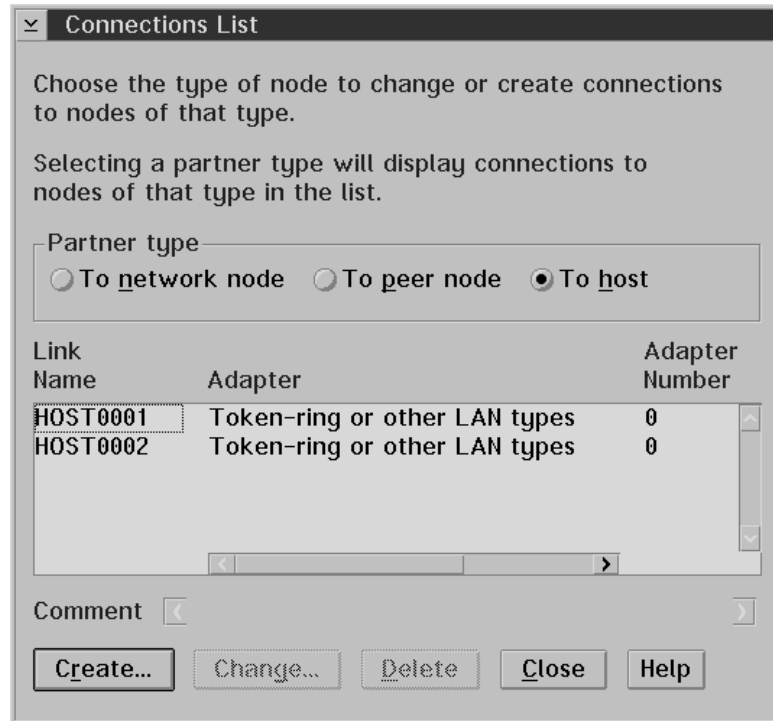 Connections List
Choose the type of node to change or create connections
to nodes of that type.
Selecting a partner type will display connections to
nodes of that type in the list.
Partner type
To network node To peer node To host
Link Adapter
Name Adapter Number
HOST0001 Token-ring or other LAN types 0
HOST0002 Token-ring or other LAN types 0
Comment
Create... Change... Delete Close Help